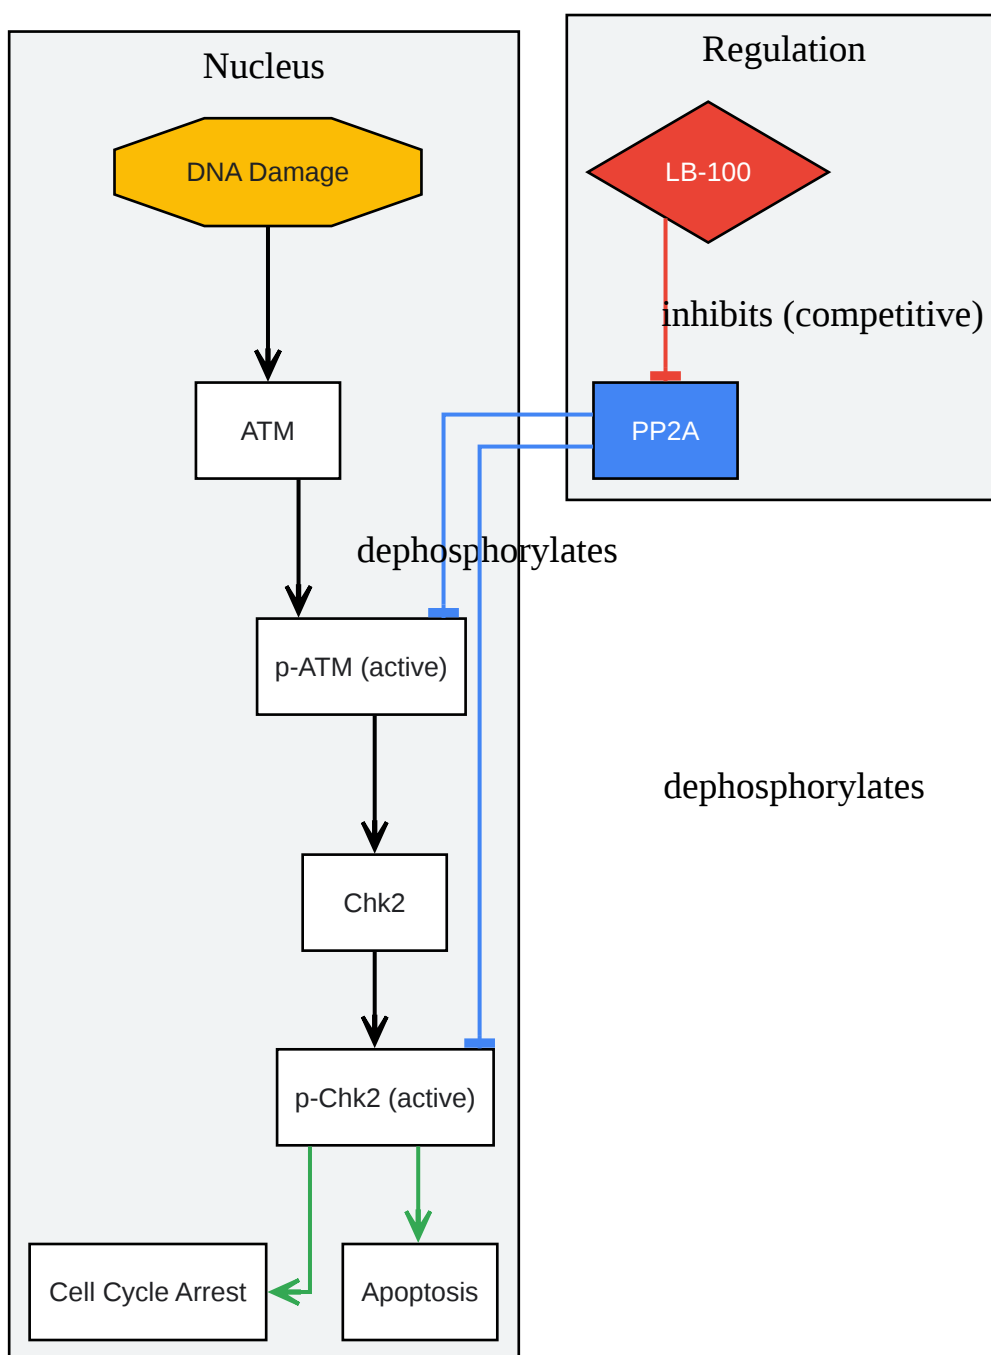 Nucleus
Regulation
DNA Damage
LB-100
inhibits (competitive)
ATM
PP2A
dephosphorylates
p-ATM (active)
dephosphorylates
Chk2
p-Chk2 (active)
Cell Cycle Arrest
Apoptosis